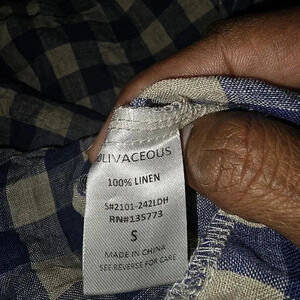 OLIVACEOUS
100% LINEN
S#2101-242LDH
RN#135773
S
MADE IN CHINA
SEE REVERSE FOR CARE